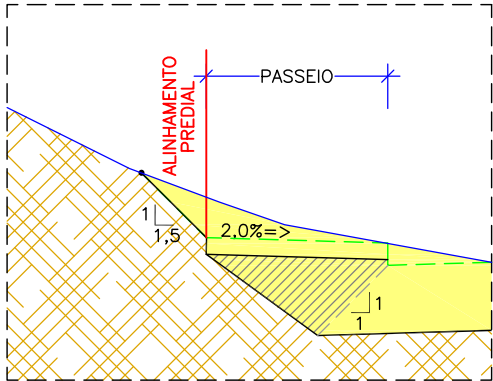 ALINHAMENTO
PREDIAL
PASSEIO
1
1,5
2,0%=>
1
1